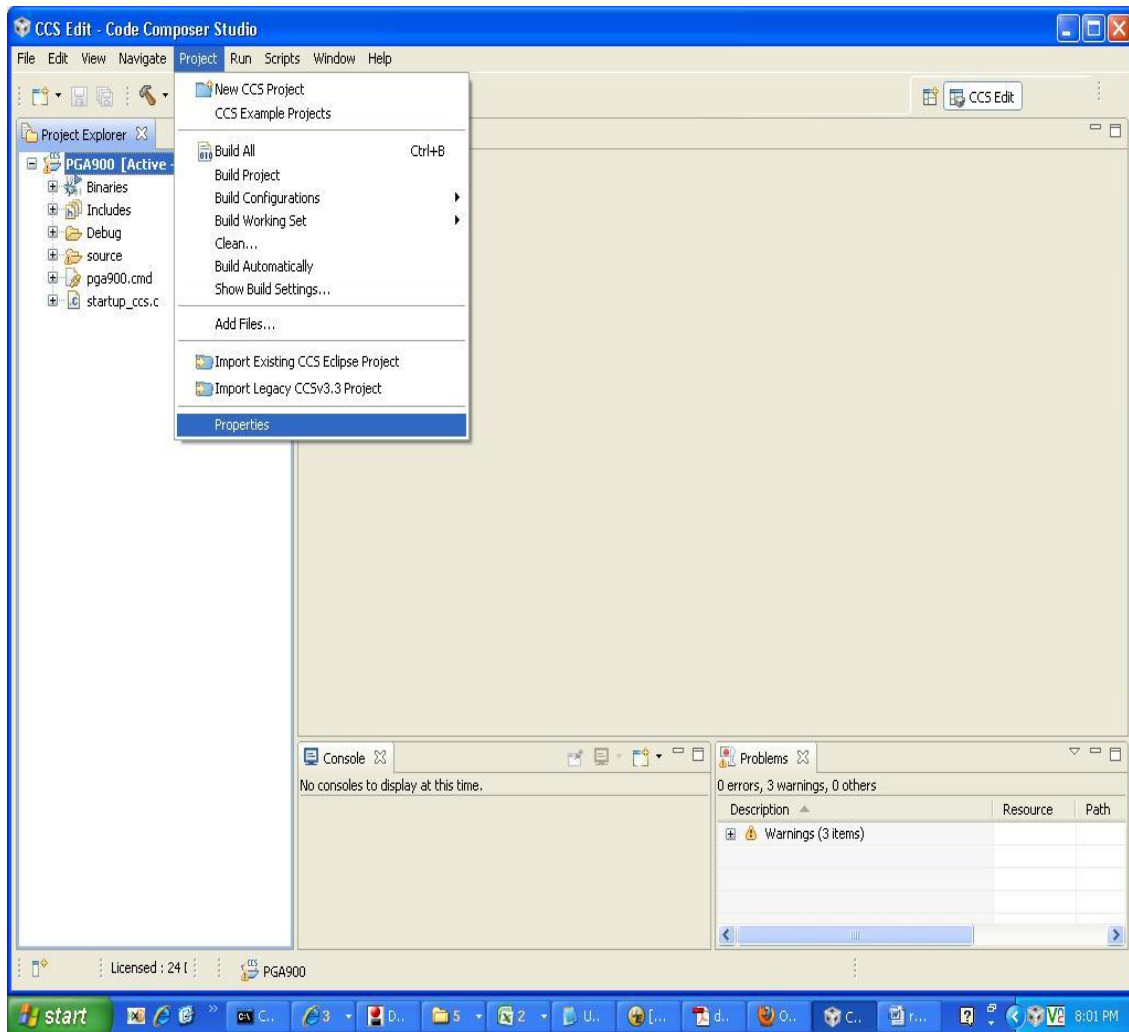 CCS Edit - Code Composer Studio
File Edit View Navigate Project Run Scripts Window Help
New CCS Project
CCS Example Projects
Build All Ctrl+B
Build Project
Build Configurations
Build Working Set
Clean...
Build Automatically
Show Build Settings...
Add Files...
Import Existing CCS Eclipse Project
Import Legacy CCSv3.3 Project
Properties
CCS Edit
Project Explorer
PGA900 [Active -
Binaries
Includes
Debug
source
pga900.cmd
startup_ccs.c
Console
No consoles to display at this time.
Problems
0 errors, 3 warnings, 0 others
Description Resource Path
Warnings (3 items)
Licensed : 24
PGA900
start C... 3 D.. 5 2 U.. [... d.. O.. C.. r... 8:01 PM